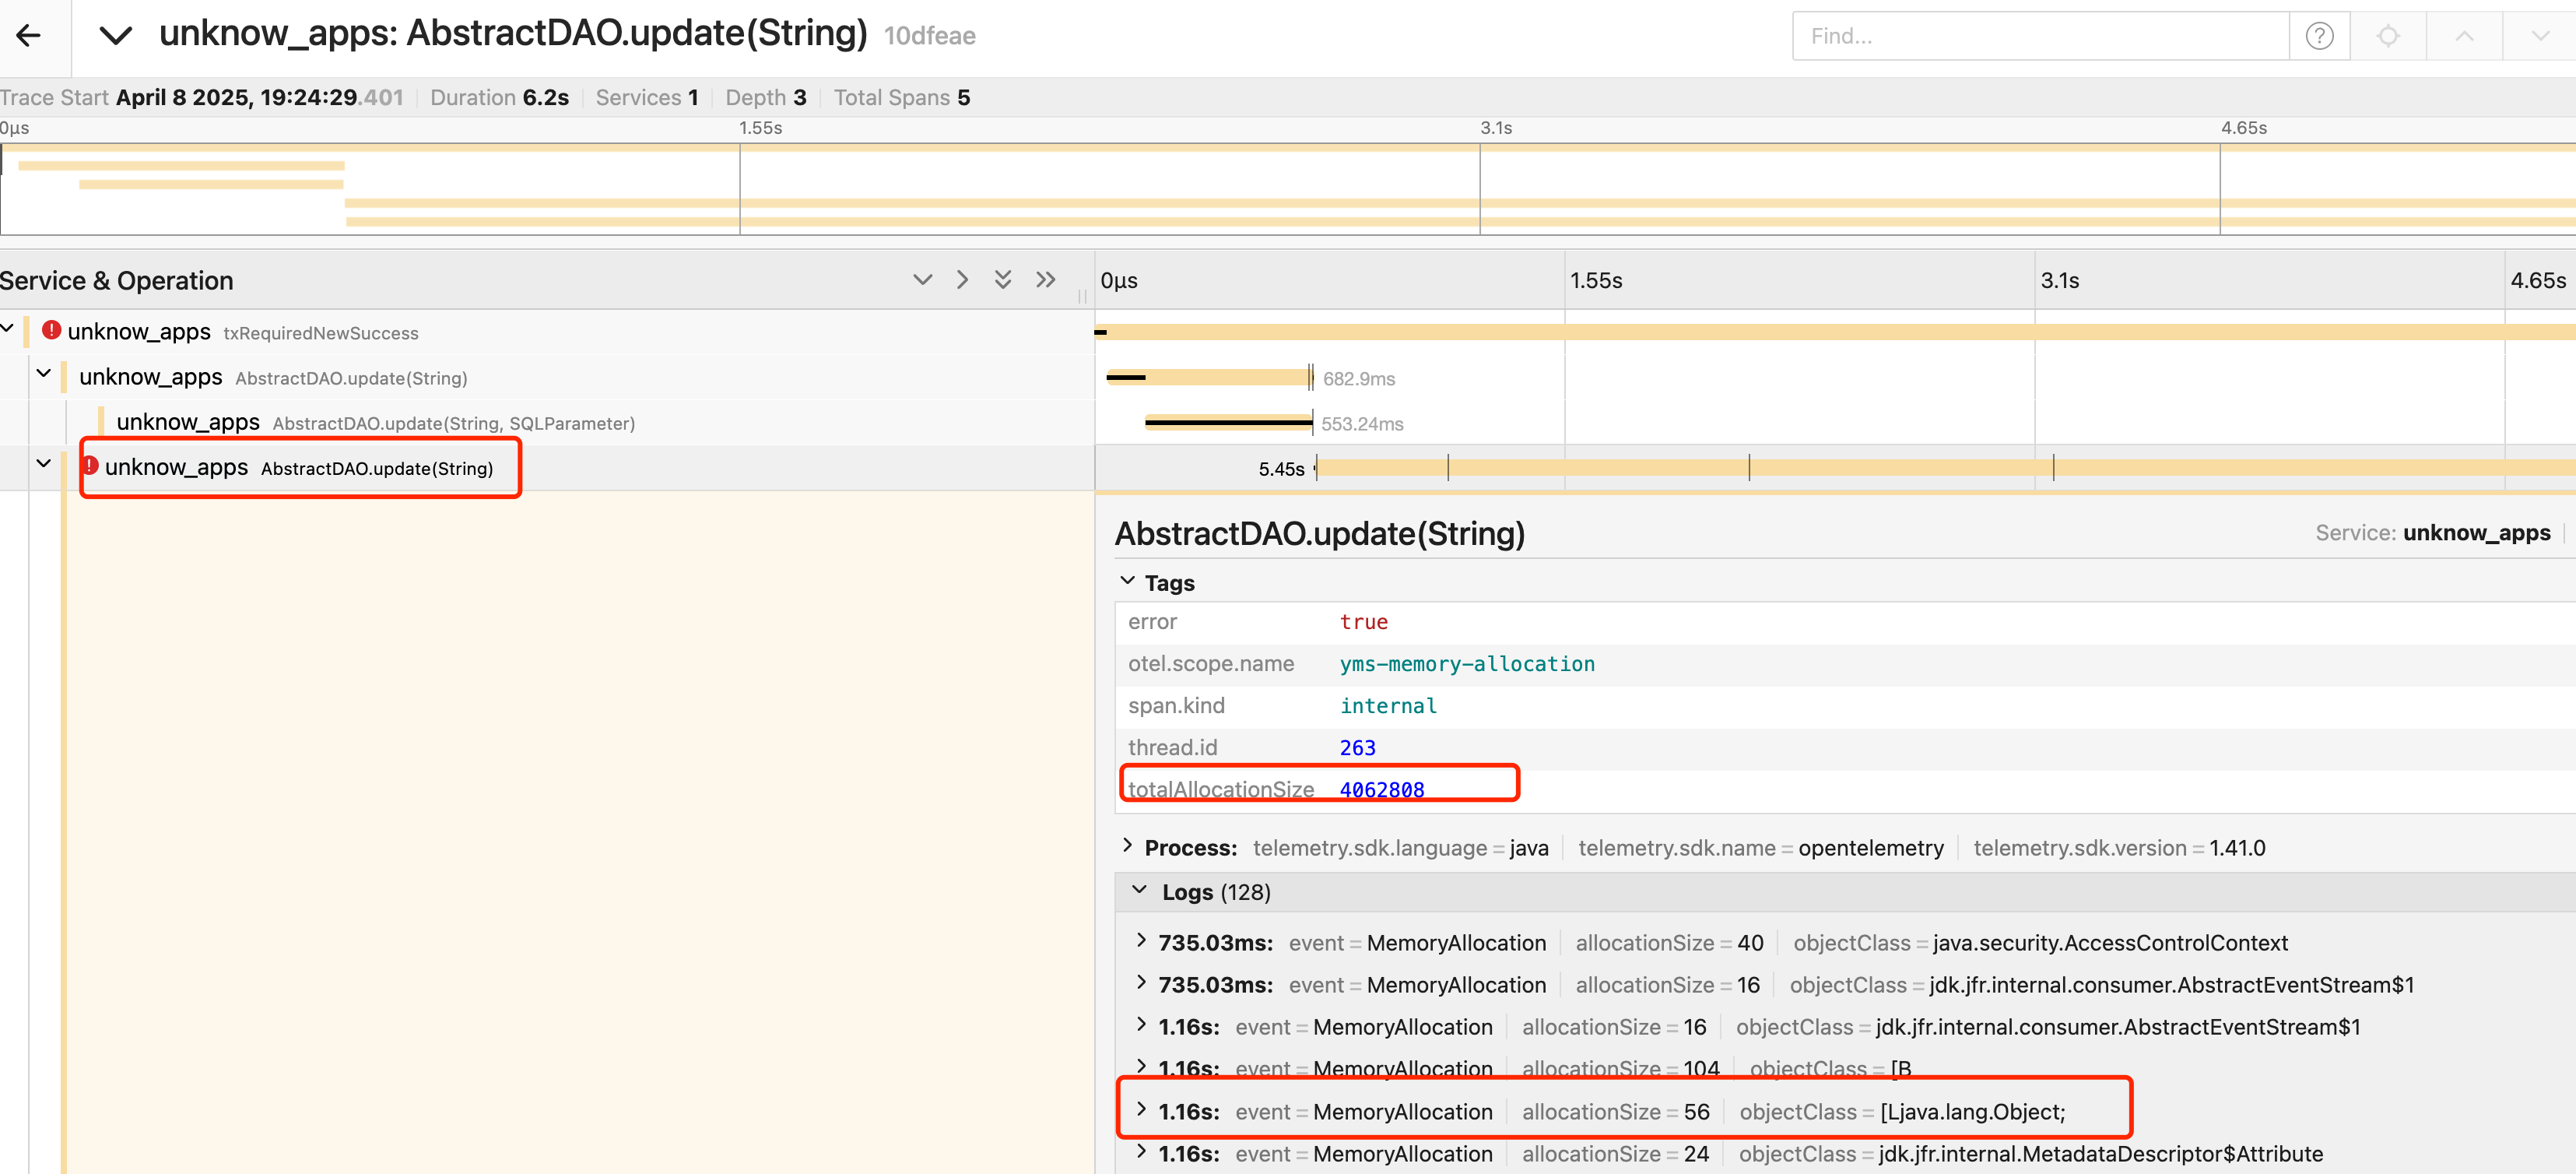 unknow_apps: AbstractDAO.update(String) 10dfeae
Find...
Trace Start April 8 2025, 19:24:29.401 Duration 6.2s Services 1 Depth 3 Total Spans 5
0μs 1.55s 3.1s 4.65s
Service & Operation 0μs 1.55s 3.1s 4.65s
unknow_apps txRequiredNewSuccess
unknow_apps AbstractDAO.update(String) 682.9ms
unknow_apps AbstractDAO.update(String, SQLParameter) 553.24ms
unknow_apps AbstractDAO.update(String) 5.45s
AbstractDAO.update(String) Service: unknow_apps
Tags
error true
otel.scope.name yms-memory-allocation
span.kind internal
thread.id 263
totalAllocationSize 4062808
Process: telemetry.sdk.language = java telemetry.sdk.name = opentelemetry telemetry.sdk.version = 1.41.0
Logs (128)
735.03ms: event = MemoryAllocation allocationSize = 40 objectClass = java.security.AccessControlContext
735.03ms: event = MemoryAllocation allocationSize = 16 objectClass = jdk.jfr.internal.consumer.AbstractEventStream$1
1.16s: event = MemoryAllocation allocationSize = 16 objectClass = jdk.jfr.internal.consumer.AbstractEventStream$1
1.16s: event = MemoryAllocation allocationSize = 104 objectClass = [B
1.16s: event = MemoryAllocation allocationSize = 56 objectClass = [Ljava.lang.Object;
1.16s: event = MemoryAllocation allocationSize = 24 objectClass = jdk.jfr.internal.MetadataDescriptor$Attribute